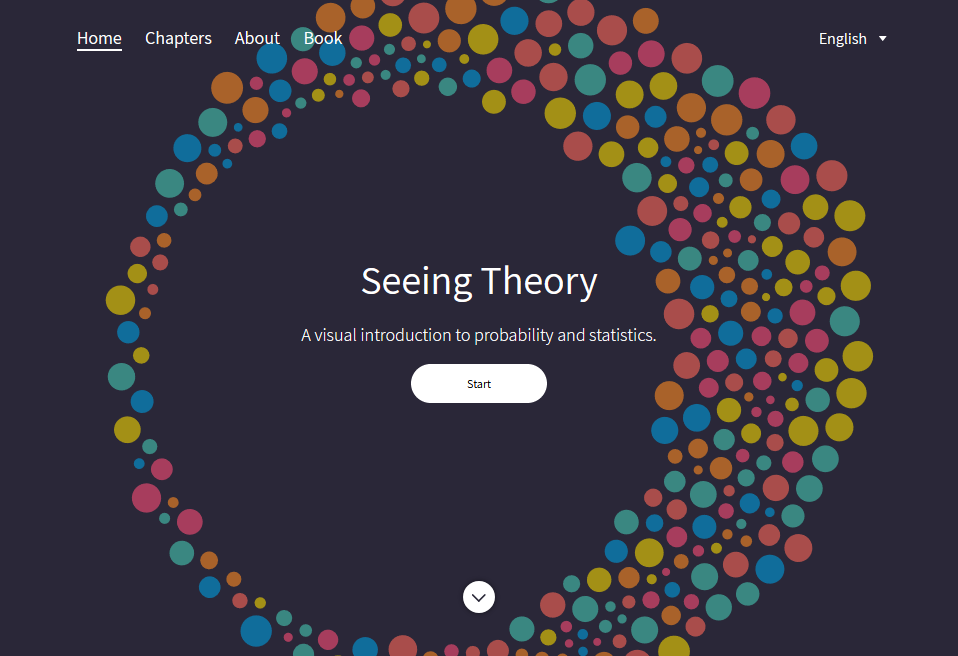 Home Chapters About Book English
Seeing Theory
A visual introduction to probability and statistics.
Start